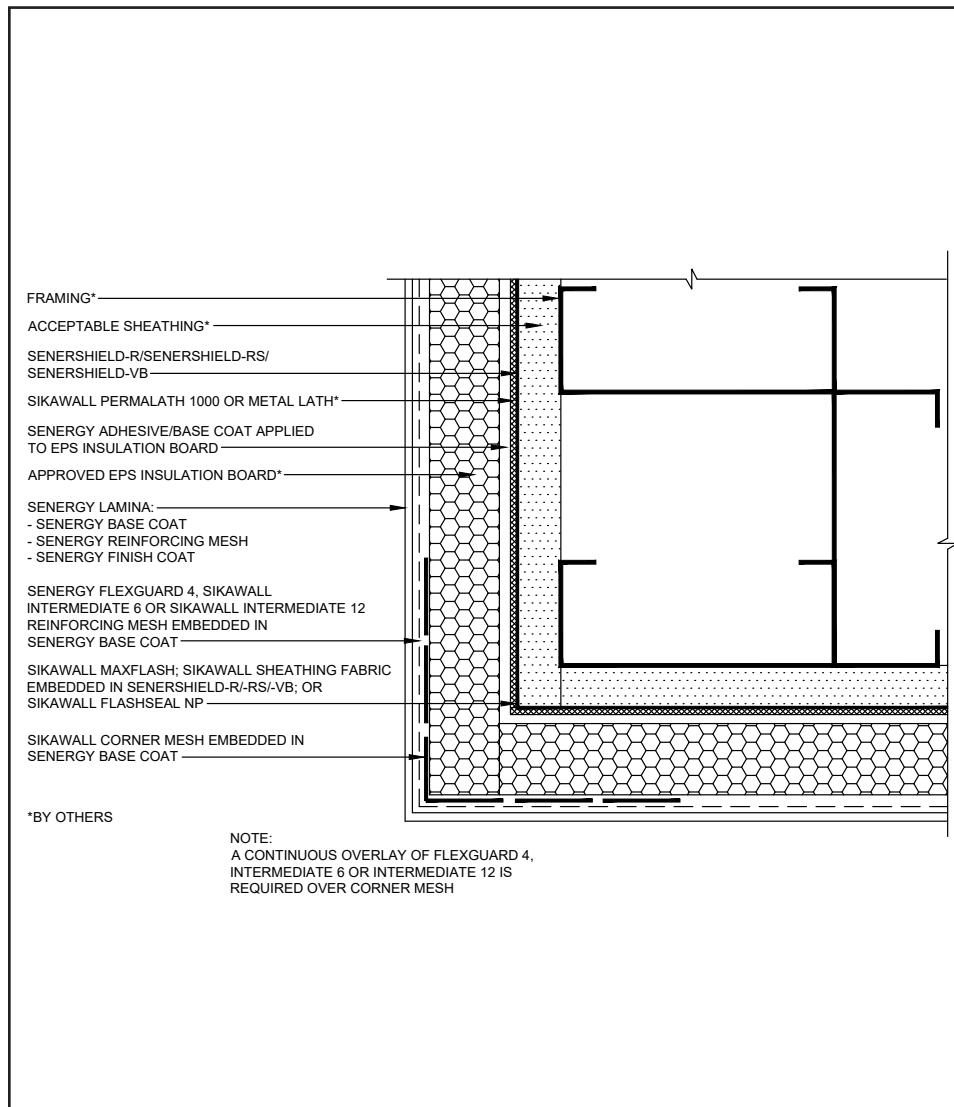 FRAMING*
ACCEPTABLE SHEATHING*
SENERSHIELD-R/SENERSHIELD-RS/
SENERSHIELD-VB
SIKAWALL PERMALATH 1000 OR METAL LATH*
SENERGY ADHESIVE/BASE COAT APPLIED
TO EPS INSULATION BOARD
APPROVED EPS INSULATION BOARD*
SENERGY LAMINA:
- SENERGY BASE COAT
- SENERGY REINFORCING MESH
- SENERGY FINISH COAT
SENERGY FLEXGUARD 4, SIKAWALL
INTERMEDIATE 6 OR SIKAWALL INTERMEDIATE 12
REINFORCING MESH EMBEDDED IN
SENERGY BASE COAT
SIKAWALL MAXFLASH; SIKAWALL SHEATHING FABRIC
EMBEDDED IN SENERSHIELD-R/-RS/-VB; OR
SIKAWALL FLASHSEAL NP
SIKAWALL CORNER MESH EMBEDDED IN
SENERGY BASE COAT
*BY OTHERS
NOTE:
A CONTINUOUS OVERLAY OF FLEXGUARD 4,
INTERMEDIATE 6 OR INTERMEDIATE 12 IS
REQUIRED OVER CORNER MESH